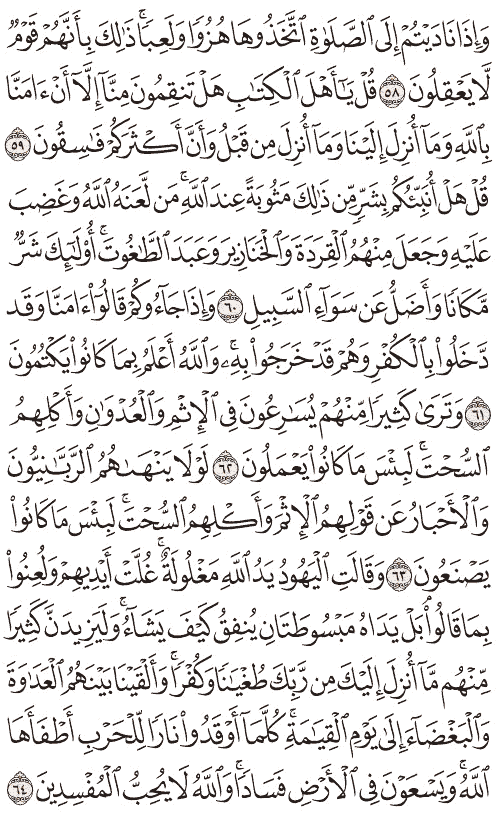 وَإِذَا نَادَيْتُمْ إِلَى ٱلصَّلَوٰةِ ٱتَّخَذُوهَا هُزُوًا وَلَعِبًا ۚ ذَٰلِكَ بِأَنَّهُمْ قَوْمٌ
لَّا يَعْقِلُونَ ٥٨ قُلْ يَٰٓأَهْلَ ٱلْكِتَٰبِ هَلْ تَنقِمُونَ مِنَّآ إِلَّآ أَنْ ءَامَنَّا
بِٱللَّهِ وَمَآ أُنزِلَ إِلَيْنَا وَمَآ أُنزِلَ مِن قَبْلُ وَأَنَّ أَكْثَرَكُمْ فَٰسِقُونَ ٥٩
قُلْ هَلْ أُنَبِّئُكُم بِشَرٍّ مِّن ذَٰلِكَ مَثُوبَةً عِندَ ٱللَّهِ ۚ مَن لَّعَنَهُ ٱللَّهُ وَغَضِبَ
عَلَيْهِ وَجَعَلَ مِنْهُمُ ٱلْقِرَدَةَ وَٱلْخَنَازِيرَ وَعَبَدَ ٱلطَّٰغُوتَ ۚ أُو۟لَٰٓئِكَ شَرٌّ
مَّكَانًا وَأَضَلُّ عَن سَوَآءِ ٱلسَّبِيلِ ٦٠ وَإِذَا جَآءُوكُمْ قَالُوٓا۟ ءَامَنَّا وَقَد
دَّخَلُوا۟ بِٱلْكُفْرِ وَهُمْ قَدْ خَرَجُوا۟ بِهِۦ ۚ وَٱللَّهُ أَعْلَمُ بِمَا كَانُوا۟ يَكْتُمُونَ
٦١ وَتَرَىٰ كَثِيرًا مِّنْهُمْ يُسَٰرِعُونَ فِى ٱلْإِثْمِ وَٱلْعُدْوَٰنِ وَأَكْلِهِمُ
ٱلسُّحْتَ ۚ لَبِئْسَ مَا كَانُوا۟ يَعْمَلُونَ ٦٢ لَوْلَا يَنْهَىٰهُمُ ٱلرَّبَّٰنِيُّونَ
وَٱلْأَحْبَارُ عَن قَوْلِهِمُ ٱلْإِثْمَ وَأَكْلِهِمُ ٱلسُّحْتَ ۚ لَبِئْسَ مَا كَانُوا۟
يَصْنَعُونَ ٦٣ وَقَالَتِ ٱلْيَهُودُ يَدُ ٱللَّهِ مَغْلُولَةٌ ۚ غُلَّتْ أَيْدِيهِمْ وَلُعِنُوا۟
بِمَا قَالُوا۟ ۘ بَلْ يَدَاهُ مَبْسُوطَتَانِ يُنفِقُ كَيْفَ يَشَآءُ ۚ وَلَيَزِيدَنَّ كَثِيرًا
مِّنْهُم مَّآ أُنزِلَ إِلَيْكَ مِن رَّبِّكَ طُغْيَٰنًا وَكُفْرًا ۚ وَأَلْقَيْنَا بَيْنَهُمُ ٱلْعَدَٰوَةَ
وَٱلْبَغْضَآءَ إِلَىٰ يَوْمِ ٱلْقِيَٰمَةِ ۚ كُلَّمَآ أَوْقَدُوا۟ نَارًا لِّلْحَرْبِ أَطْفَأَهَا
ٱللَّهُ ۚ وَيَسْعَوْنَ فِى ٱلْأَرْضِ فَسَادًا ۚ وَٱللَّهُ لَا يُحِبُّ ٱلْمُفْسِدِينَ ٦٤